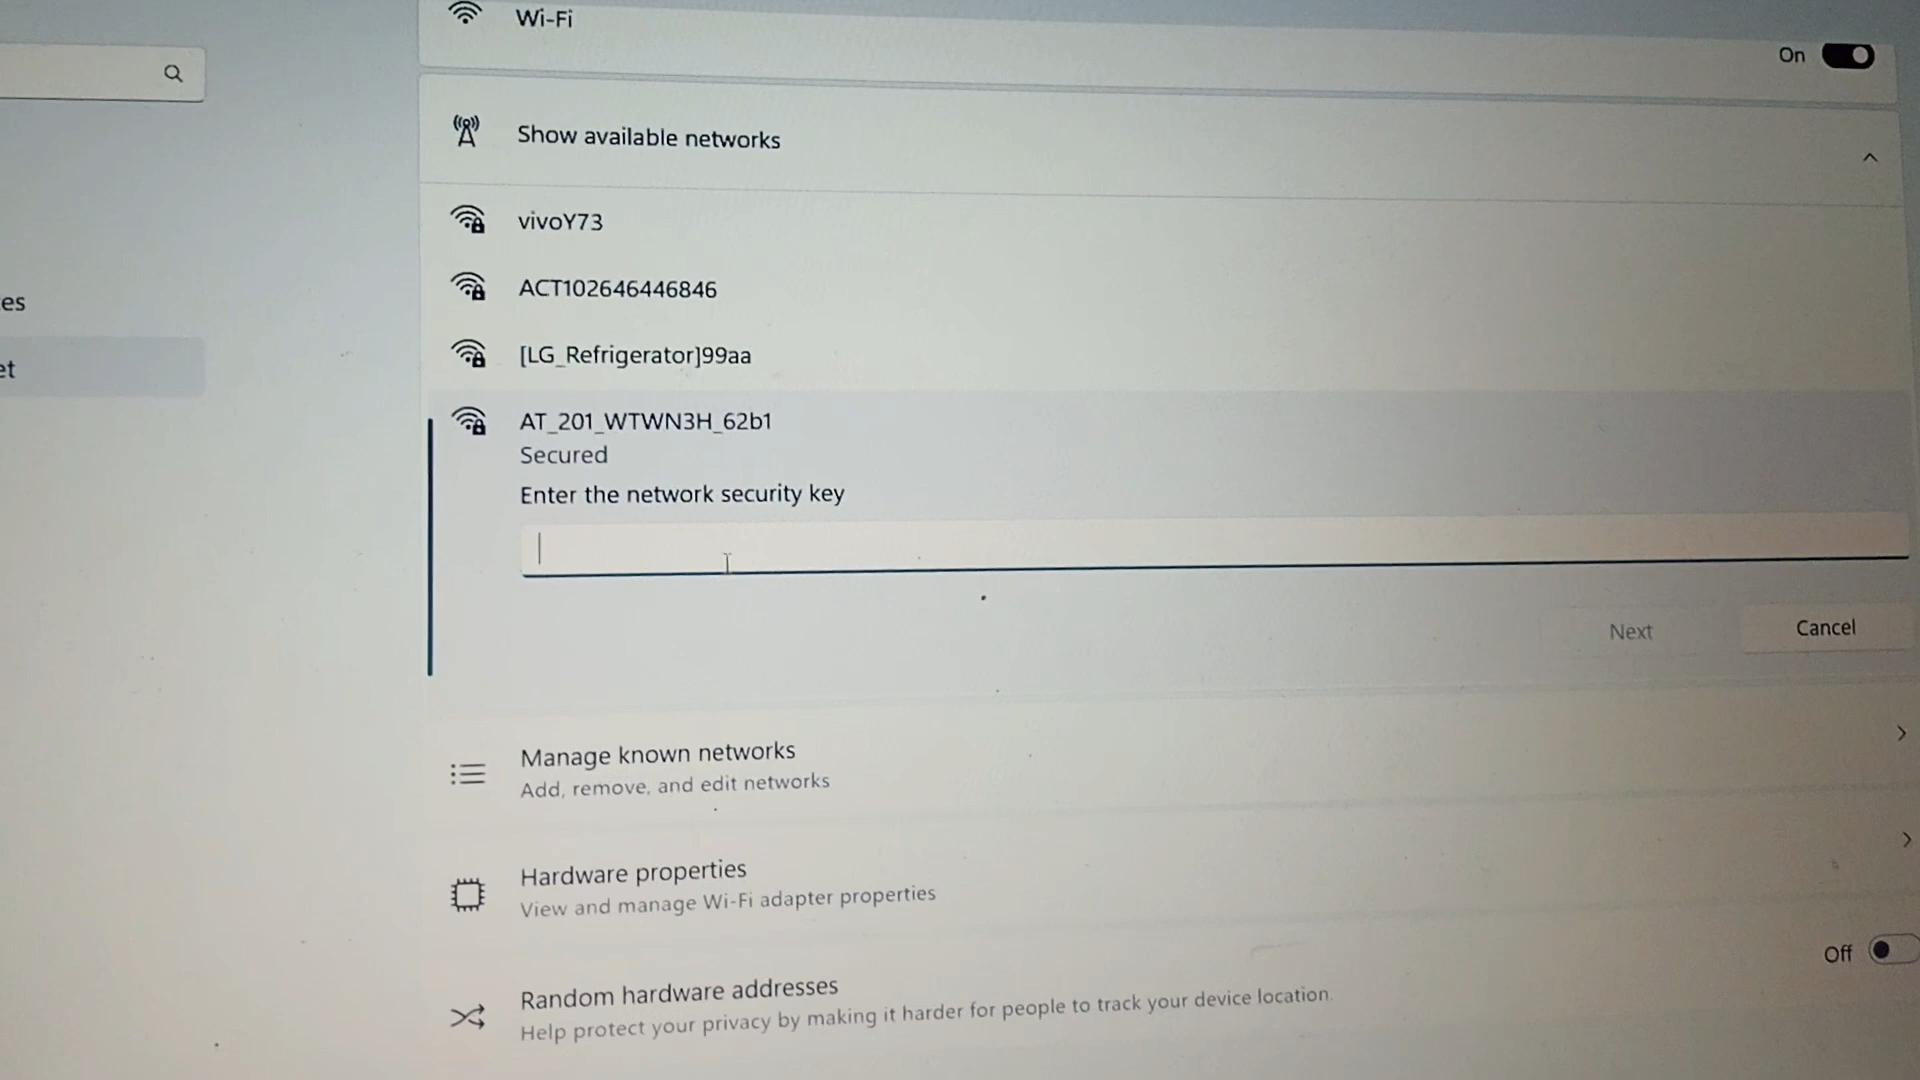 Wi-Fi
On
Show available networks
vivoY73
ACT102646446846
[LG_Refrigerator]99aa
es
et
AT_201_WTWN3H_62b1
Secured
Enter the network security key
Next
Cancel
Manage known networks
Add, remove, and edit networks
Hardware properties
View and manage Wi-Fi adapter properties
Random hardware addresses
Help protect your privacy by making it harder for people to track your device location.
Off